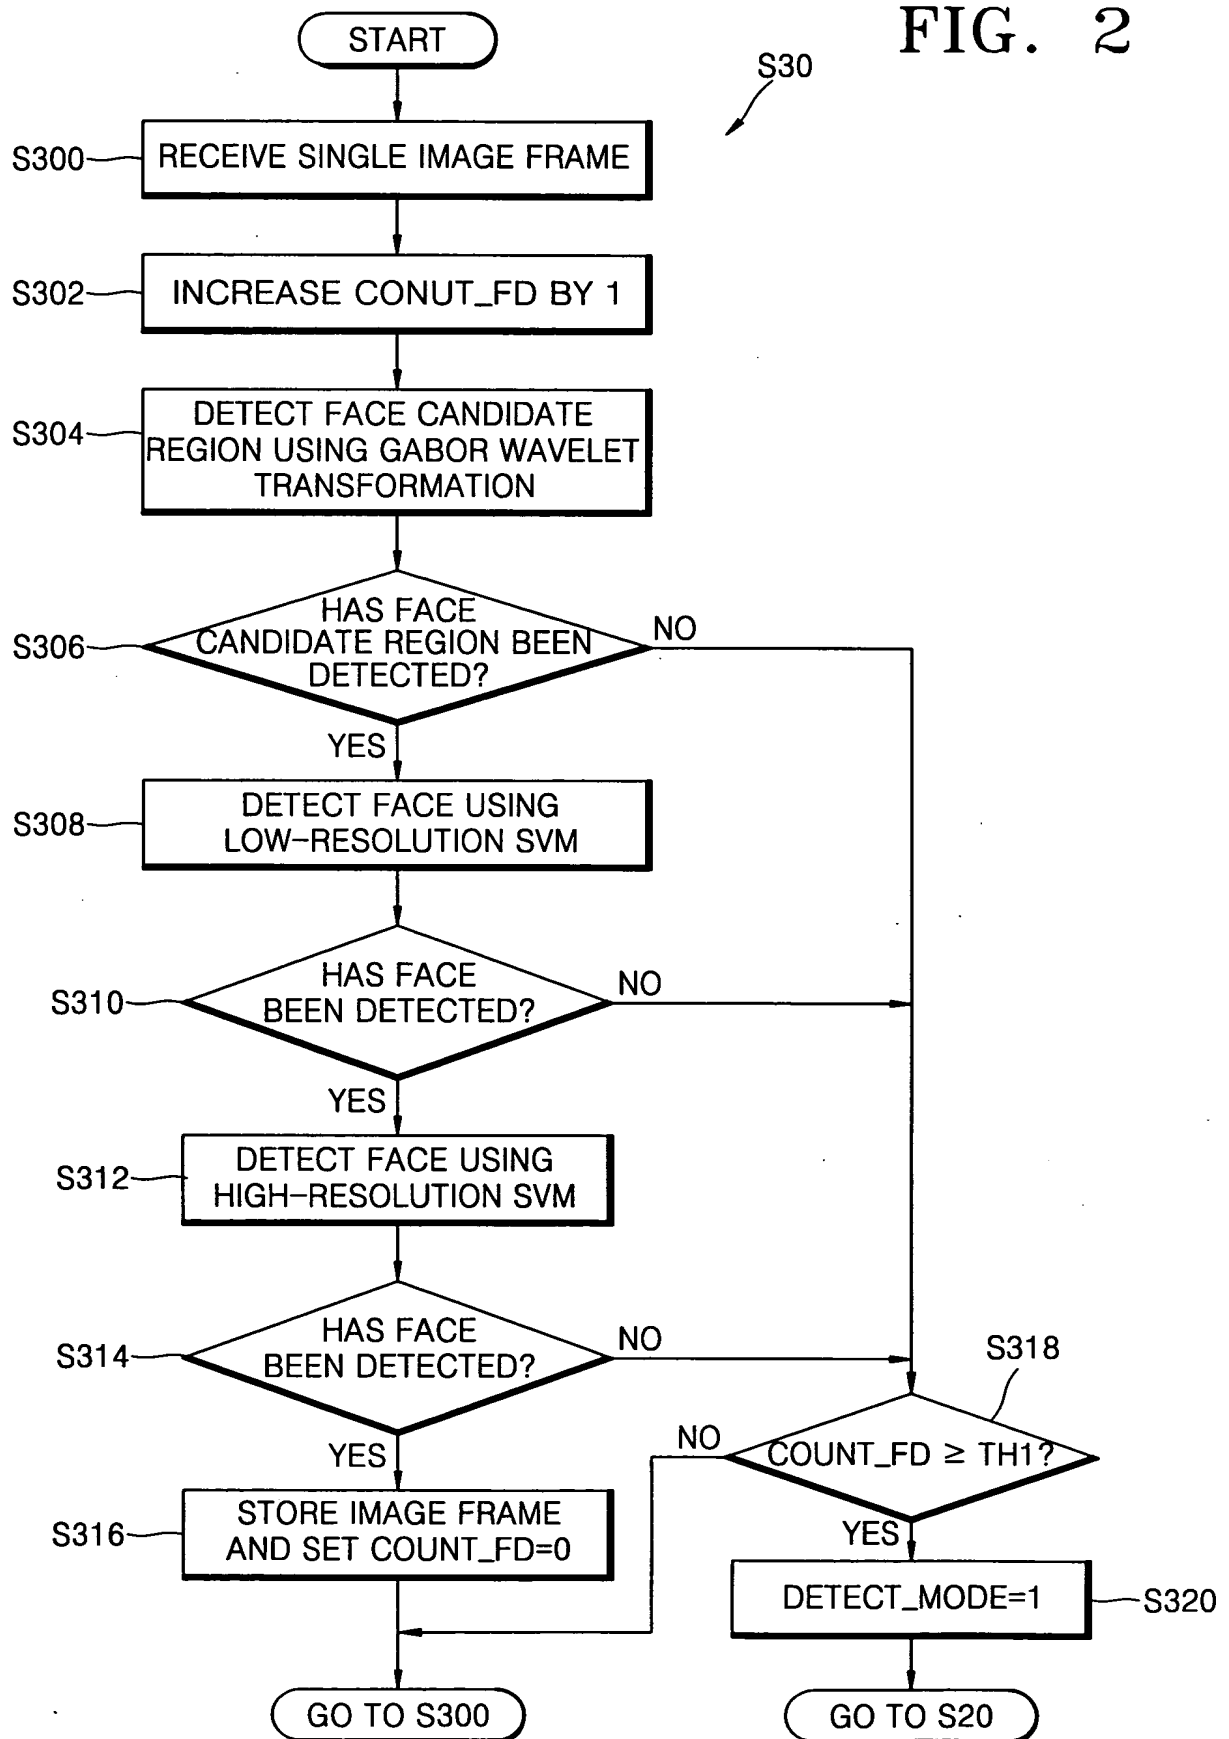 FIG. 2
START
S30
S300
RECEIVE SINGLE IMAGE FRAME
S302
INCREASE CONUT_FD BY 1
S304
DETECT FACE CANDIDATE
REGION USING GABOR WAVELET
TRANSFORMATION
S306
HAS FACE
CANDIDATE REGION BEEN
DETECTED?
NO
YES
S308
DETECT FACE USING
LOW-RESOLUTION SVM
S310
HAS FACE
BEEN DETECTED?
NO
YES
S312
DETECT FACE USING
HIGH-RESOLUTION SVM
S314
HAS FACE
BEEN DETECTED?
NO
YES
S316
STORE IMAGE FRAME
AND SET COUNT_FD=0
S318
COUNT_FD ≥ TH1?
NO
YES
DETECT_MODE=1
S320
GO TO S300
GO TO S20